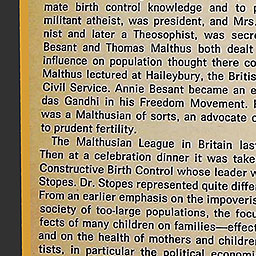 mate birth control knowledge and to p
militant atheist, was president, and Mrs.
nist and later a Theosophist, was secre
Besant and Thomas Malthus both dealt
influence on population thought there co
Malthus lectured at Haileybury, the Britis
Civil Service. Annie Besant became an e
das Gandhi in his Freedom Movement. 
was a Malthusian of sorts, an advocate o
to prudent fertility.
The Malthusian League in Britain las
Then at a celebration dinner it was take
Constructive Birth Control whose leader w
Stopes. Dr. Stopes represented quite diffe
From an earlier emphasis on the impoveris
society of too-large populations, the focu
fects of many children on families—effect
and on the health of mothers and childre
tists, in particular the political economi